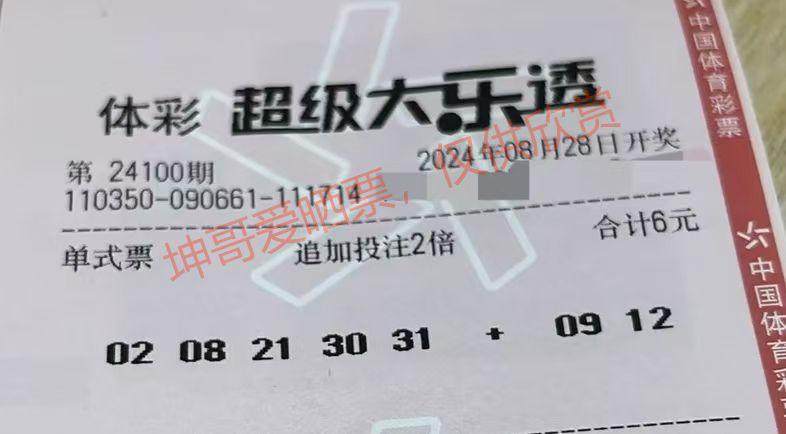 体彩 超级大乐透
第 24100期 2024年08月28日开奖
110350-090661-111714
坤哥爱晒票，仅供欣赏
单式票 追加投注2倍 合计6元
02 08 21 30 31 + 09 12
中国体育彩票
中国体育彩票